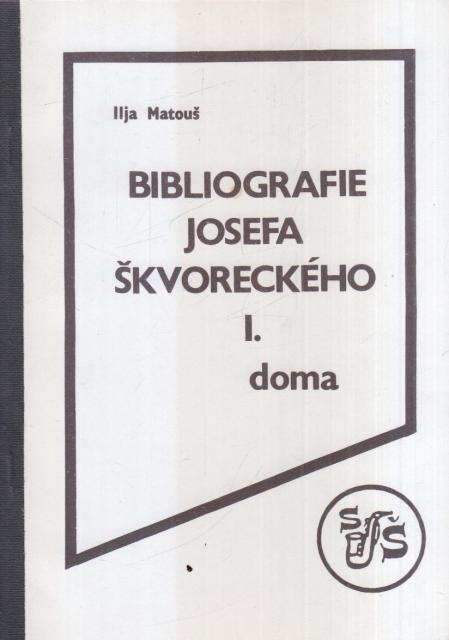 Ilja Matouš
BIBLIOGRAFIE
JOSEFA
ŠKVORECKÉHO
I.
doma
S J Š